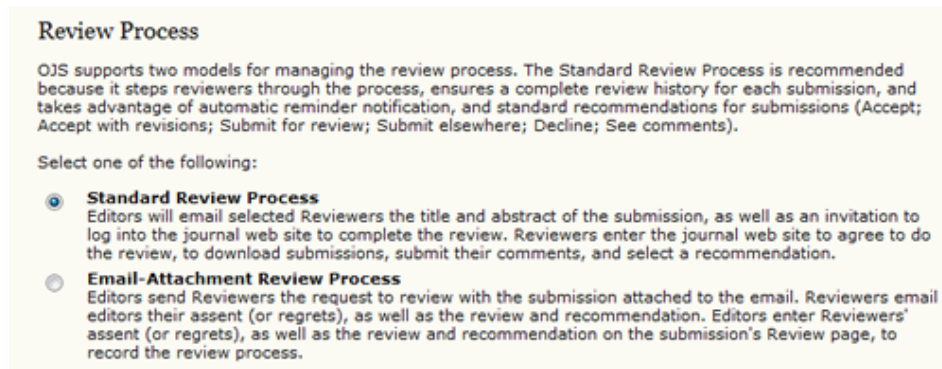 Review Process
OJS supports two models for managing the review process. The Standard Review Process is recommended
because it steps reviewers through the process, ensures a complete review history for each submission, and
takes advantage of automatic reminder notification, and standard recommendations for submissions (Accept;
Accept with revisions; Submit for review; Submit elsewhere; Decline; See comments).
Select one of the following:
Standard Review Process
Editors will email selected Reviewers the title and abstract of the submission, as well as an invitation to
log into the journal web site to complete the review. Reviewers enter the journal web site to agree to do
the review, to download submissions, submit their comments, and select a recommendation.
Email-Attachment Review Process
Editors send Reviewers the request to review with the submission attached to the email. Reviewers email
editors their assent (or regrets), as well as the review and recommendation. Editors enter Reviewers'
assent (or regrets), as well as the review and recommendation on the submission's Review page, to
record the review process.